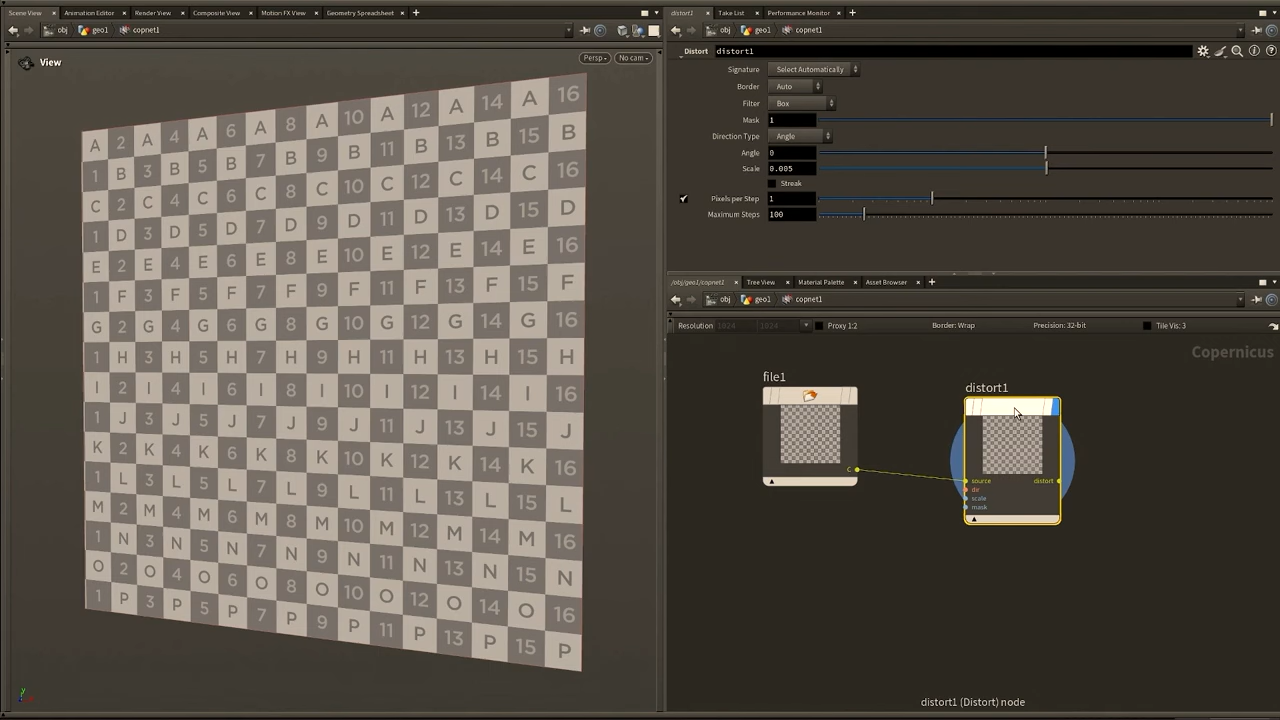 Scene View Animation Editor Render View Composite View Motion FX View Geometry Spreadsheet
obj geo1 copnet1
View Persp No cam
A 2 A 4 A 6 A 8 A 10 A 12 A 14 A 16
1 B 3 B 5 B 7 B 9 B 11 B 13 B 15 B
C 2 C 4 C 6 C 8 C 10 C 12 C 14 C 16
1 D 3 D 5 D 7 D 9 D 11 D 13 D 15 D
E 2 E 4 E 6 E 8 E 10 E 12 E 14 E 16
1 F 3 F 5 F 7 F 9 F 11 F 13 F 15 F
G 2 G 4 G 6 G 8 G 10 G 12 G 14 G 16
1 H 3 H 5 H 7 H 9 H 11 H 13 H 15 H
I 2 I 4 I 6 I 8 I 10 I 12 I 14 I 16
1 J 3 J 5 J 7 J 9 J 11 J 13 J 15 J
K 2 K 4 K 6 K 8 K 10 K 12 K 14 K 16
1 L 3 L 5 L 7 L 9 L 11 L 13 L 15 L
M 2 M 4 M 6 M 8 M 10 M 12 M 14 M 16
1 N 3 N 5 N 7 N 9 N 11 N 13 N 15 N
O 2 O 4 O 6 O 8 O 10 O 12 O 14 O 16
1 P 3 P 5 P 7 P 9 P 11 P 13 P 15 P
distort1 Take List Performance Monitor
obj geo1 copnet1
Distort distort1
Signature Select Automatically
Border Auto
Filter Box
Mask 1
Direction Type Angle
Angle 0
Scale 0.005
Streak
Pixels per Step 1
Maximum Steps 100
/obj/geo1/copnet1 Tree View Material Palette Asset Browser
obj geo1 copnet1
Resolution 1024 1024 Proxy 1:2 Border: Wrap Precision: 32-bit Tile Vis: 3
Copernicus
file1
C
distort1
source distort
dir
scale
mask
distort1 (Distort) node